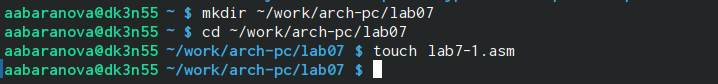 aabaranova@dk3n55 ~ $ mkdir ~/work/arch-pc/lab07
aabaranova@dk3n55 ~ $ cd ~/work/arch-pc/lab07
aabaranova@dk3n55 ~/work/arch-pc/lab07 $ touch lab7-1.asm
aabaranova@dk3n55 ~/work/arch-pc/lab07 $